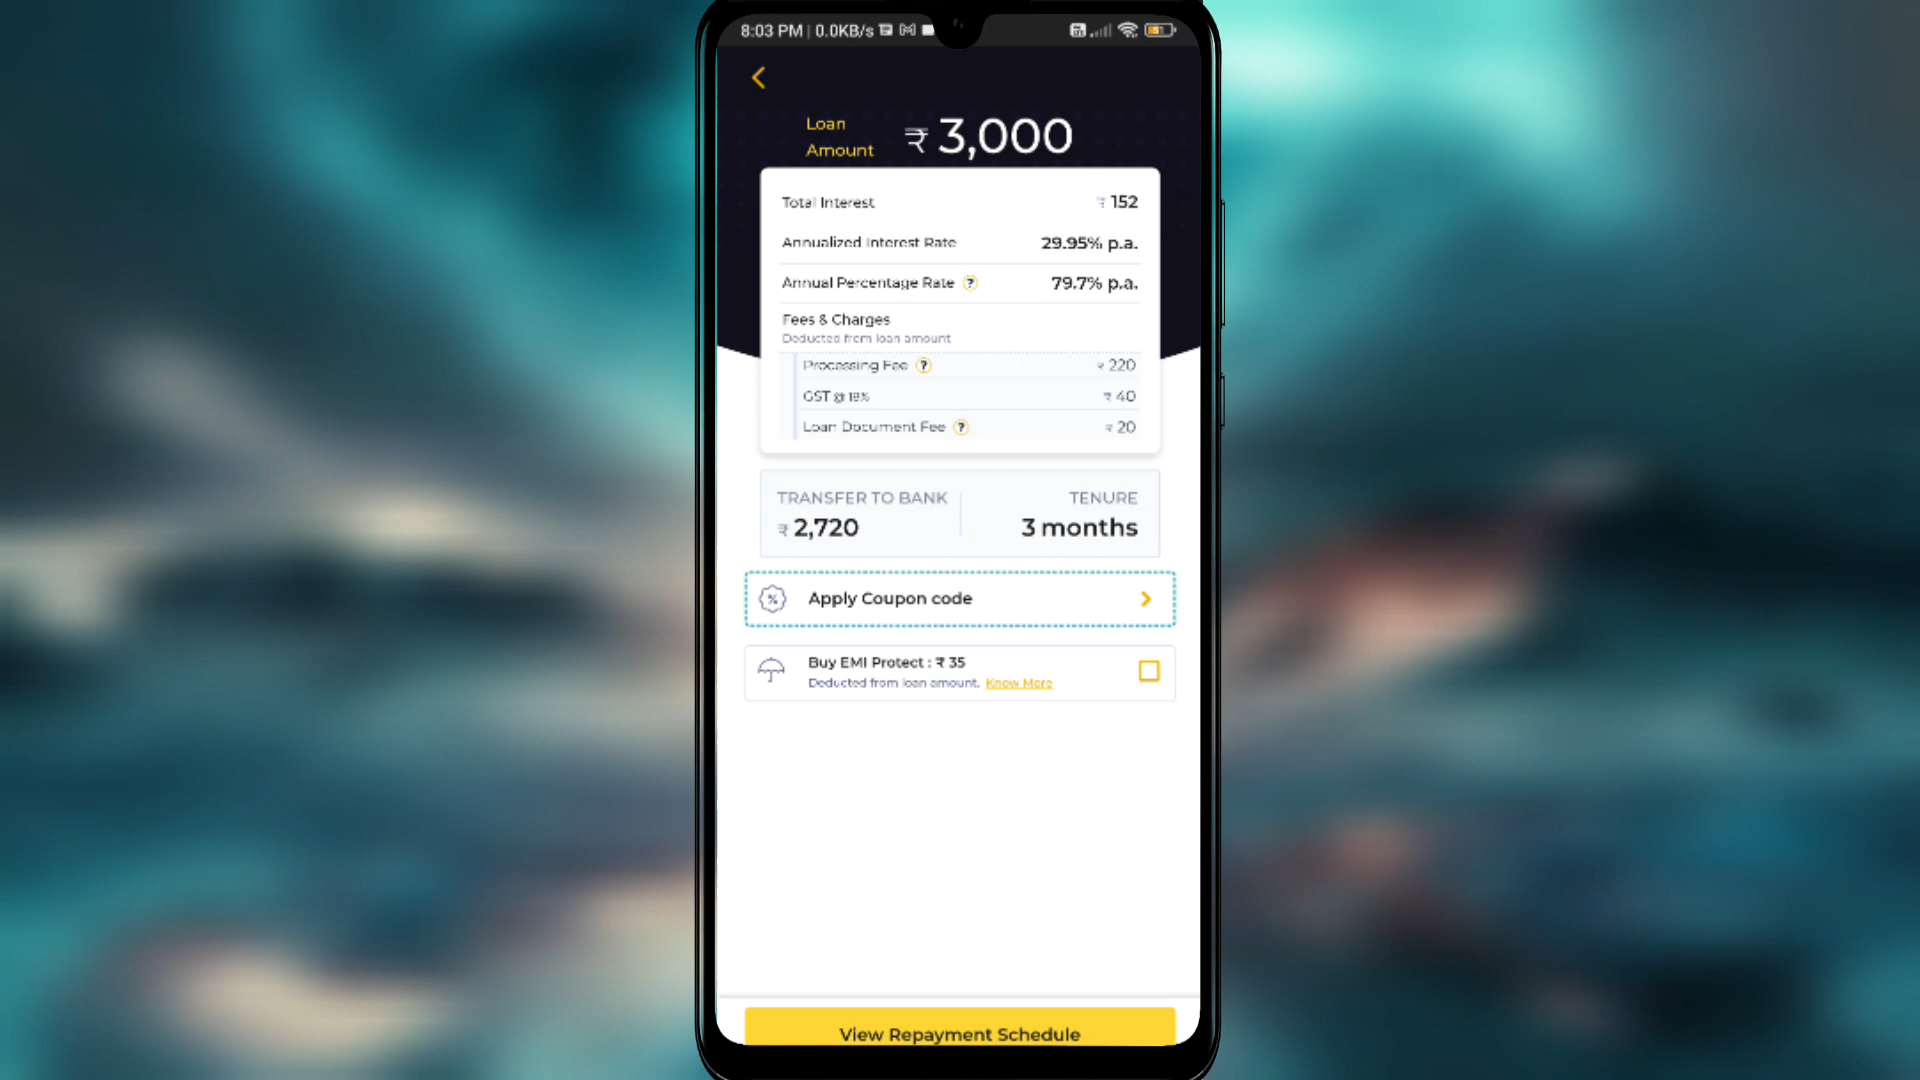 8:03 PM | 0.0KB/s
Loan
Amount
₹ 3,000
Total Interest ₹ 152
Annualized Interest Rate 29.95% p.a.
Annual Percentage Rate ? 79.7% p.a.
Fees & Charges
Deducted from loan amount
Processing Fee ? ₹ 220
GST @ 18% ₹ 40
Loan Document Fee ? ₹ 20
TRANSFER TO BANK TENURE
₹ 2,720 3 months
Apply Coupon code
Buy EMI Protect : ₹ 35
Deducted from loan amount. Know More
View Repayment Schedule